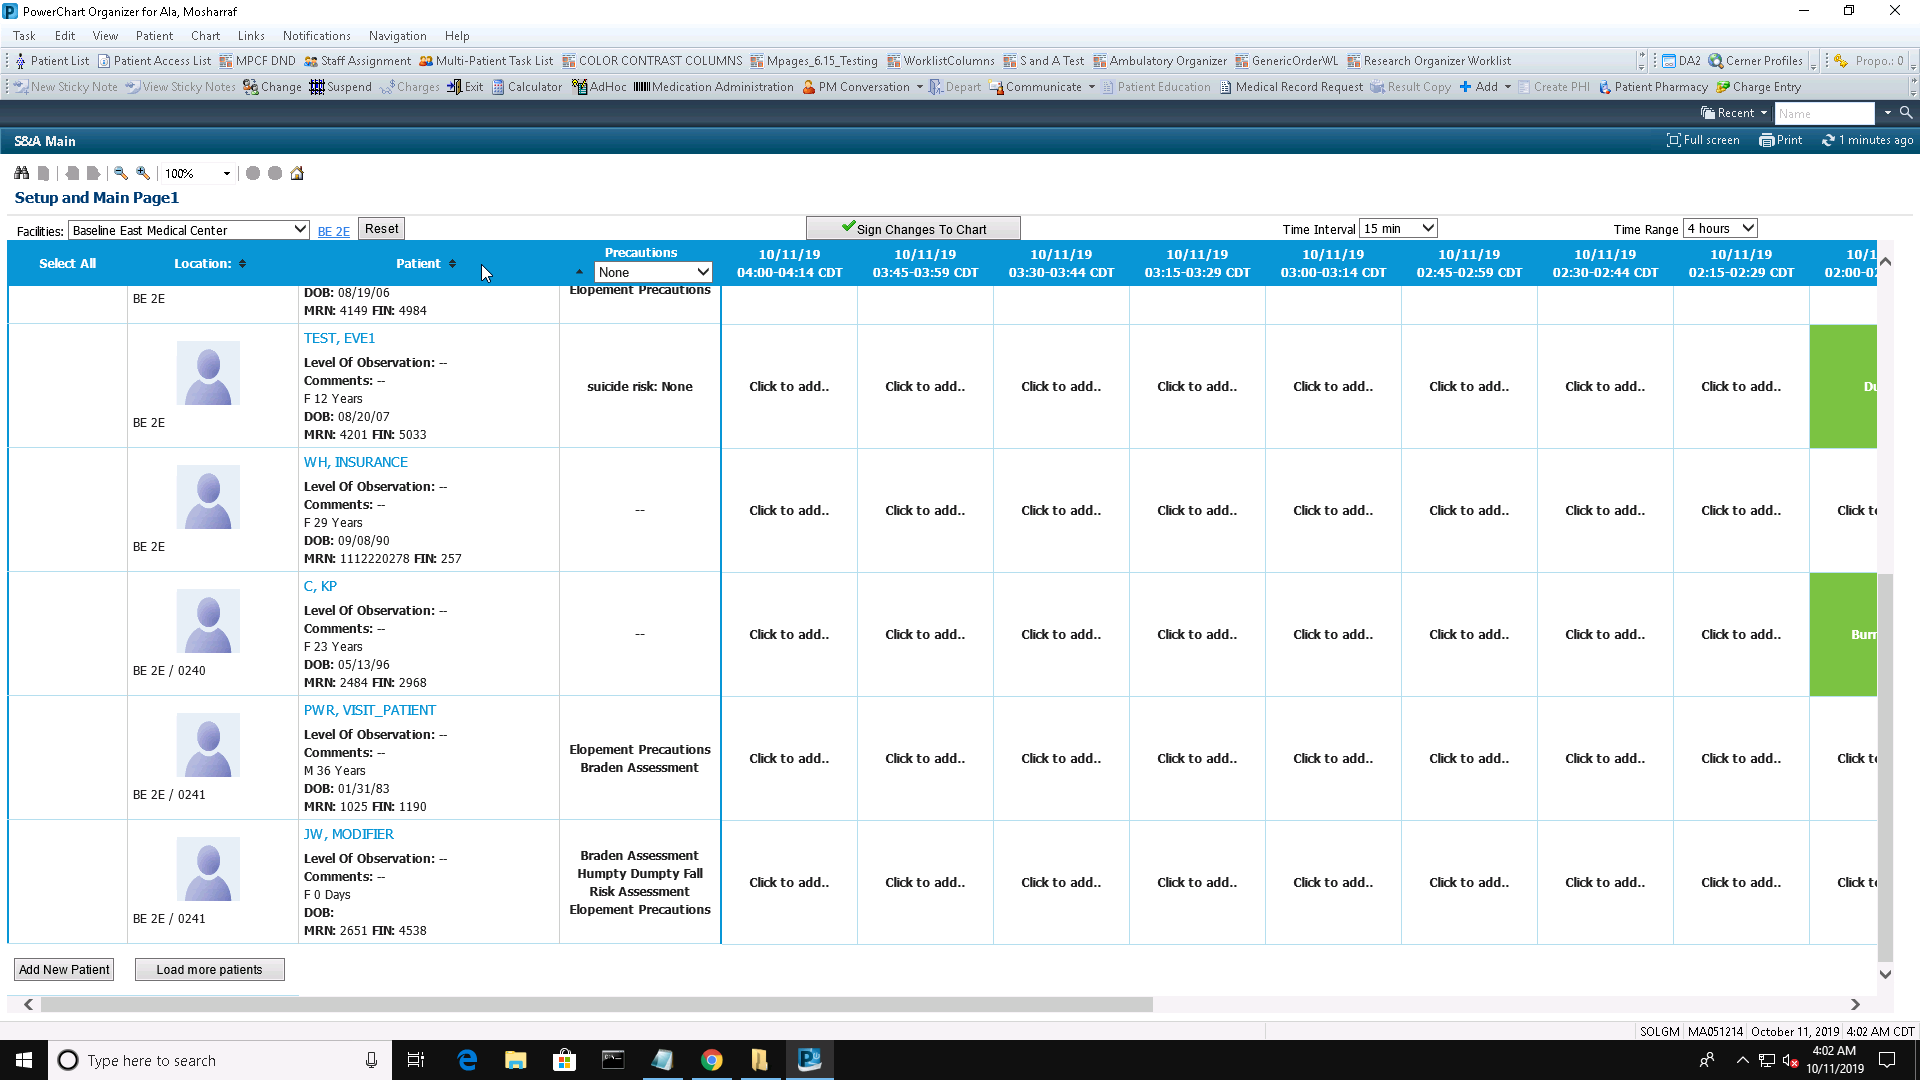 PowerChart Organizer for Ala, Mosharraf
Task Edit View Patient Chart Links Notifications Navigation Help
Patient List Patient Access List MPCF DND Staff Assignment Multi-Patient Task List COLOR CONTRAST COLUMNS Mpages_6.15_Testing WorklistColumns S and A Test Ambulatory Organizer GenericOrderWL Research Organizer Worklist DA2 Cerner Profiles Propo.: 0
New Sticky Note View Sticky Notes Change Suspend Charges Exit Calculator AdHoc Medication Administration PM Conversation Depart Communicate Patient Education Medical Record Request Result Copy Add Create PHI Patient Pharmacy Charge Entry
Recent Name
S&A Main Full screen Print 1 minutes ago
100%
Setup and Main Page1
Facilities: Baseline East Medical Center BE 2E Reset Sign Changes To Chart Time Interval 15 min Time Range 4 hours
Select All Location: Patient Precautions None
10/11/19 10/11/19 10/11/19 10/11/19 10/11/19 10/11/19 10/11/19 10/11/19 10/1
04:00-04:14 CDT 03:45-03:59 CDT 03:30-03:44 CDT 03:15-03:29 CDT 03:00-03:14 CDT 02:45-02:59 CDT 02:30-02:44 CDT 02:15-02:29 CDT 02:00-02
BE 2E DOB: 08/19/06 Elopement Precautions
MRN: 4149 FIN: 4984
TEST, EVE1
Level Of Observation: --
Comments: --
F 12 Years
DOB: 08/20/07
MRN: 4201 FIN: 5033
BE 2E
suicide risk: None Click to add.. Click to add.. Click to add.. Click to add.. Click to add.. Click to add.. Click to add.. Click to add.. Du
WH, INSURANCE
Level Of Observation: --
Comments: --
F 29 Years
DOB: 09/08/90
MRN: 1112220278 FIN: 257
BE 2E
-- Click to add.. Click to add.. Click to add.. Click to add.. Click to add.. Click to add.. Click to add.. Click to add.. Click to
C, KP
Level Of Observation: --
Comments: --
F 23 Years
DOB: 05/13/96
MRN: 2484 FIN: 2968
BE 2E / 0240
-- Click to add.. Click to add.. Click to add.. Click to add.. Click to add.. Click to add.. Click to add.. Click to add.. Burr
PWR, VISIT_PATIENT
Level Of Observation: --
Comments: --
M 36 Years
DOB: 01/31/83
MRN: 1025 FIN: 1190
BE 2E / 0241
Elopement Precautions
Braden Assessment
Click to add.. Click to add.. Click to add.. Click to add.. Click to add.. Click to add.. Click to add.. Click to add.. Click to
JW, MODIFIER
Level Of Observation: --
Comments: --
F 0 Days
DOB:
MRN: 2651 FIN: 4538
BE 2E / 0241
Braden Assessment
Humpty Dumpty Fall
Risk Assessment
Elopement Precautions
Click to add.. Click to add.. Click to add.. Click to add.. Click to add.. Click to add.. Click to add.. Click to add.. Click to
Add New Patient Load more patients
SOLGM MA051214 October 11, 2019 4:02 AM CDT
Type here to search
4:02 AM
10/11/2019